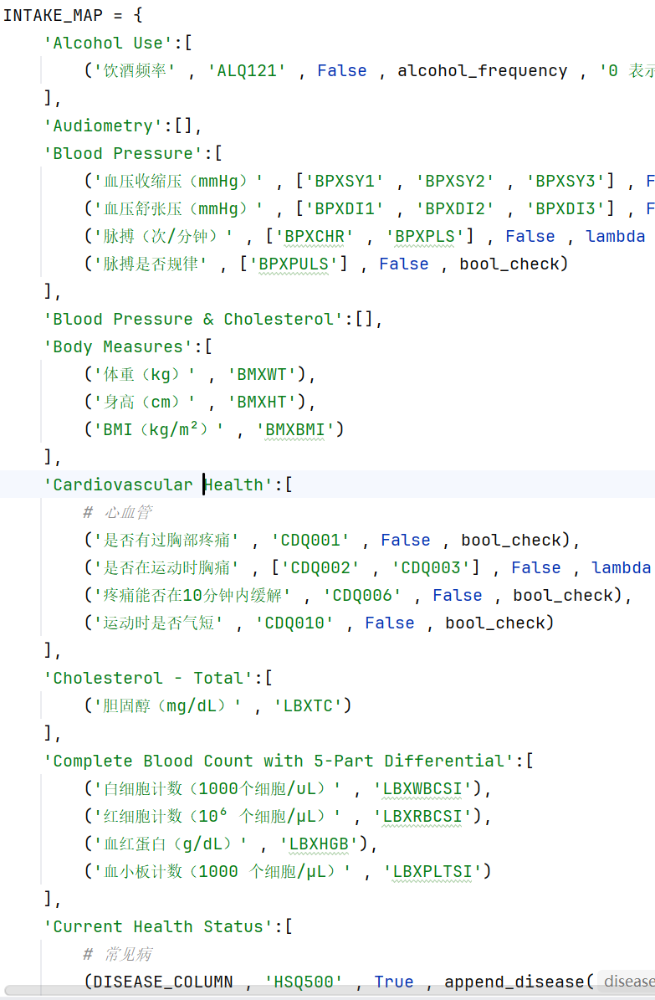 INTAKE_MAP = {
    'Alcohol Use':[
        ('饮酒频率' , 'ALQ121' , False , alcohol_frequency , '0 表示
    ],
    'Audiometry':[],
    'Blood Pressure':[
        ('血压收缩压（mmHg）' , ['BPXSY1' , 'BPXSY2' , 'BPXSY3'] , F
        ('血压舒张压（mmHg）' , ['BPXDI1' , 'BPXDI2' , 'BPXDI3'] , F
        ('脉搏（次/分钟）' , ['BPXCHR' , 'BPXPLS'] , False , lambda
        ('脉搏是否规律' , ['BPXPULS'] , False , bool_check)
    ],
    'Blood Pressure & Cholesterol':[],
    'Body Measures':[
        ('体重（kg）' , 'BMXWT'),
        ('身高（cm）' , 'BMXHT'),
        ('BMI（kg/m²）' , 'BMXBMI')
    ],
    'Cardiovascular Health':[
        # 心血管
        ('是否有过胸部疼痛' , 'CDQ001' , False , bool_check),
        ('是否在运动时胸痛' , ['CDQ002' , 'CDQ003'] , False , lambda
        ('疼痛能否在10分钟内缓解' , 'CDQ006' , False , bool_check),
        ('运动时是否气短' , 'CDQ010' , False , bool_check)
    ],
    'Cholesterol - Total':[
        ('胆固醇（mg/dL）' , 'LBXTC')
    ],
    'Complete Blood Count with 5-Part Differential':[
        ('白细胞计数（1000个细胞/uL）' , 'LBXWBCSI'),
        ('红细胞计数（10⁶ 个细胞/μL）' , 'LBXRBCSI'),
        ('血红蛋白（g/dL）' , 'LBXHGB'),
        ('血小板计数（1000 个细胞/μL）' , 'LBXPLTSI')
    ],
    'Current Health Status':[
        # 常见病
        (DISEASE_COLUMN , 'HSQ500' , True , append_disease( disease